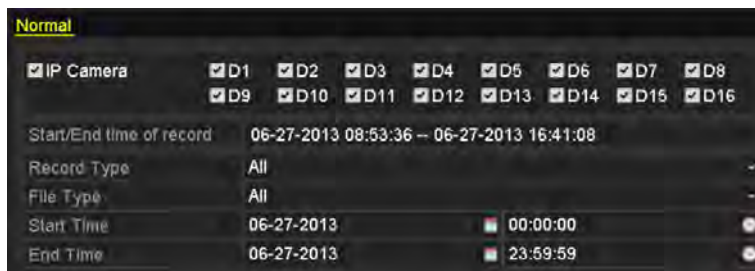 Normal
IP Camera D1 D2 D3 D4 D5 D6 D7 D8
D9 D10 D11 D12 D13 D14 D15 D16
Start/End time of record 06-27-2013 08:53:36 -- 06-27-2013 16:41:08
Record Type All
File Type All
Start Time 06-27-2013 00:00:00
End Time 06-27-2013 23:59:59